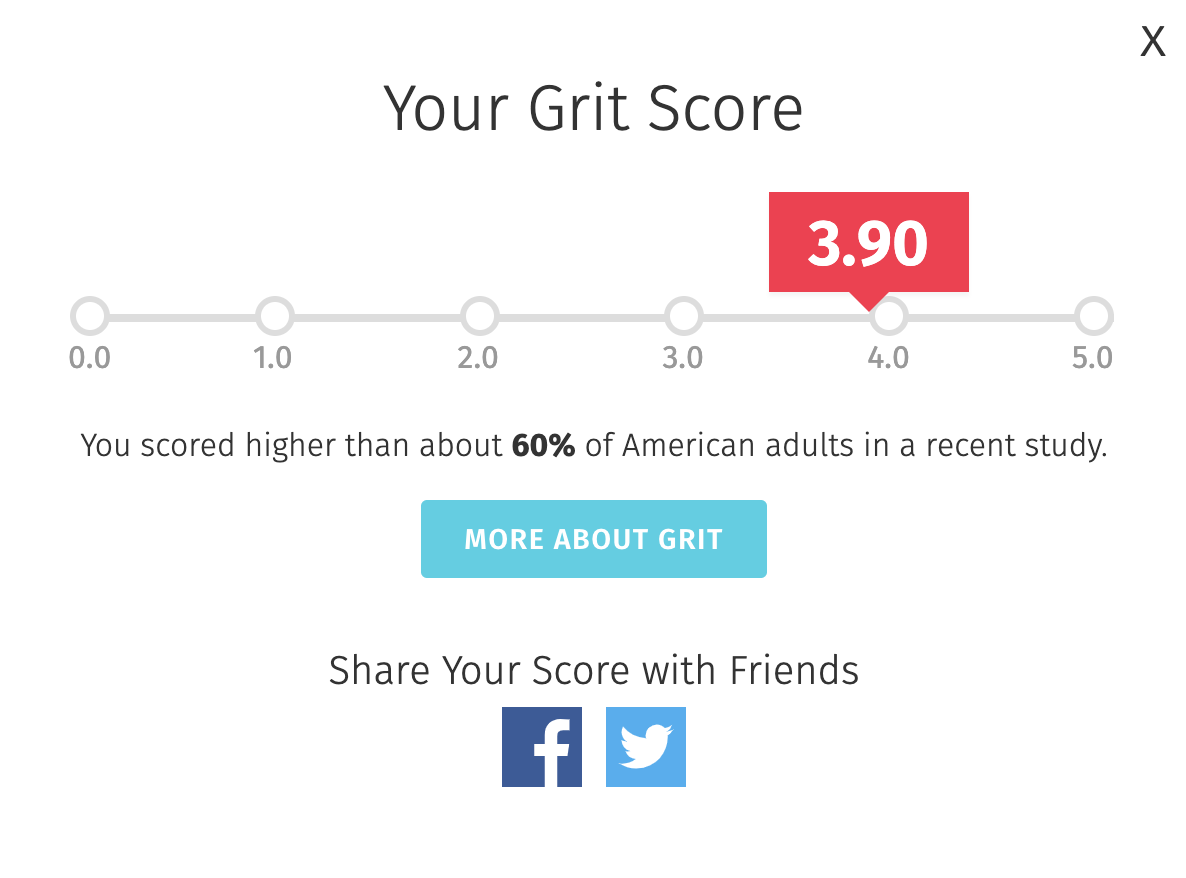 X
Your Grit Score
3.90
0.0 1.0 2.0 3.0 4.0 5.0
You scored higher than about 60% of American adults in a recent study.
MORE ABOUT GRIT
Share Your Score with Friends
f